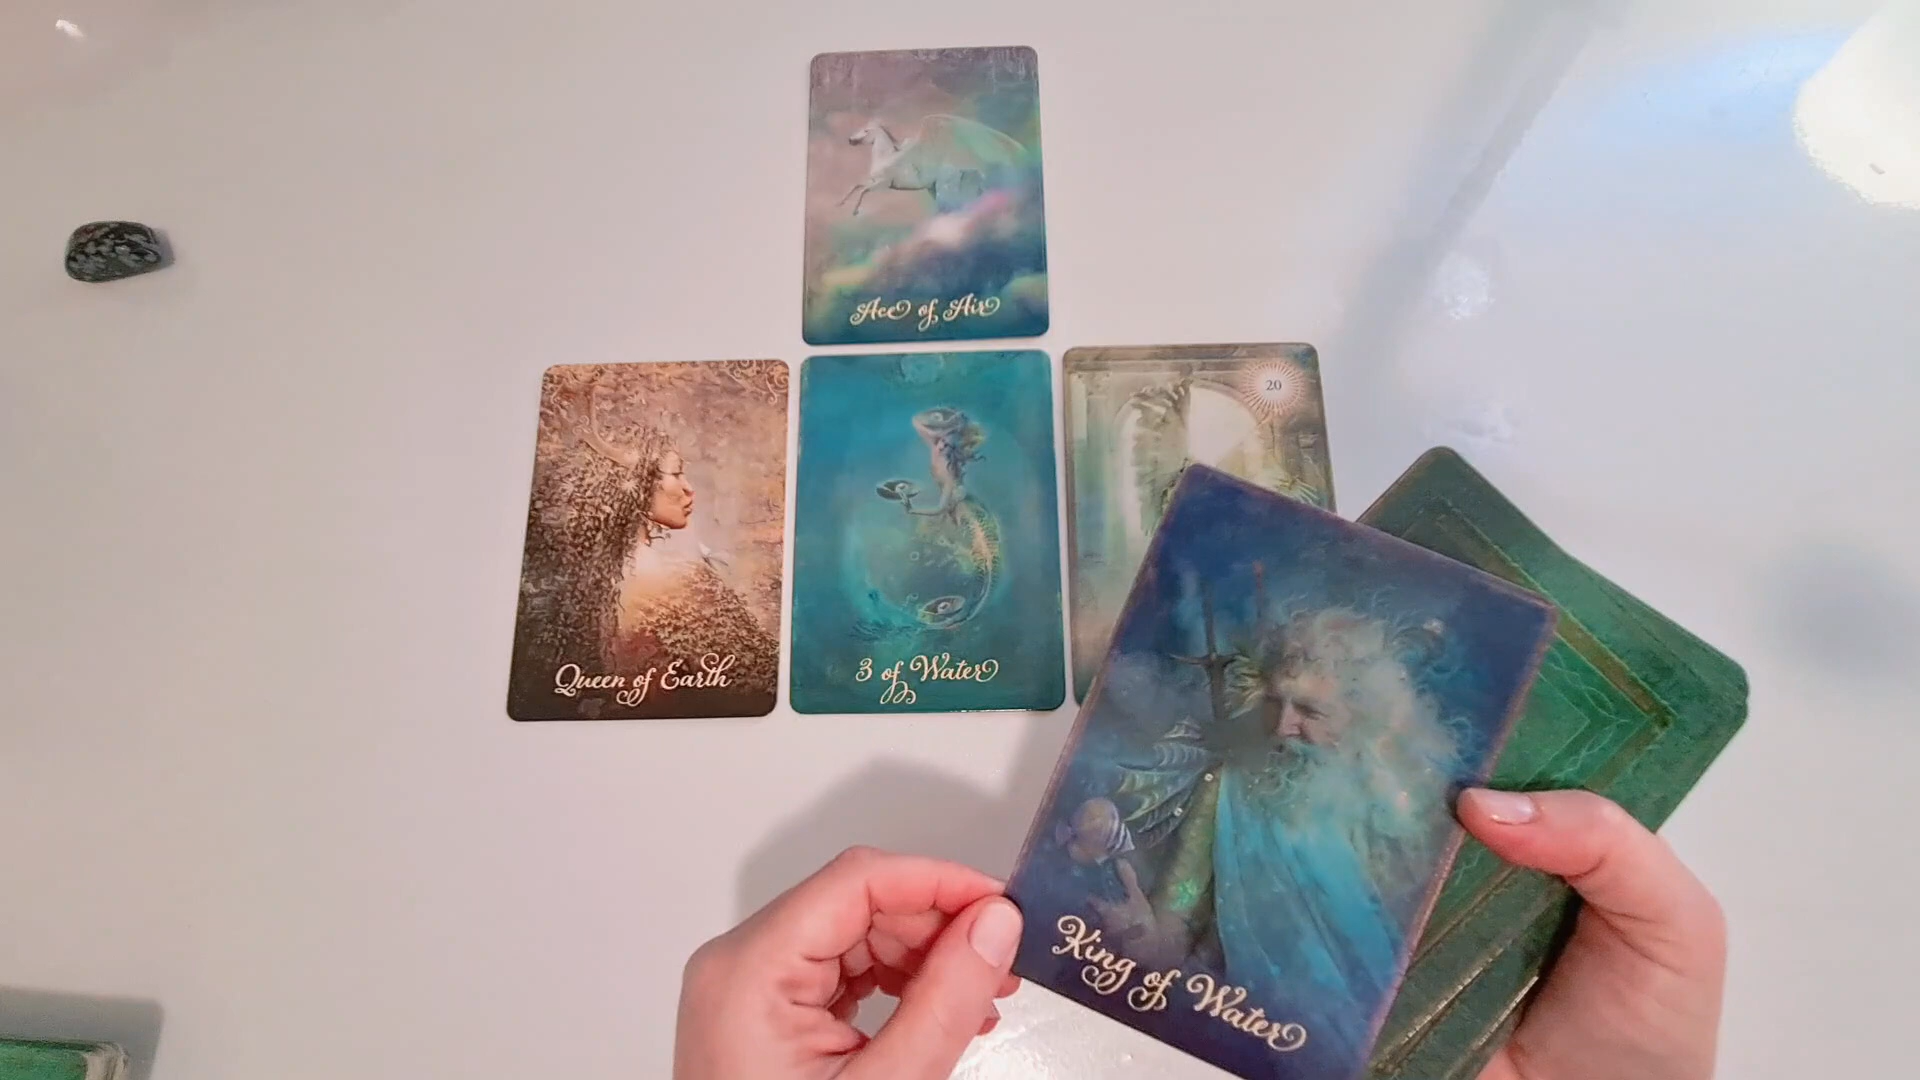 Ace of Air
Queen of Earth
3 of Water
20
King of Water